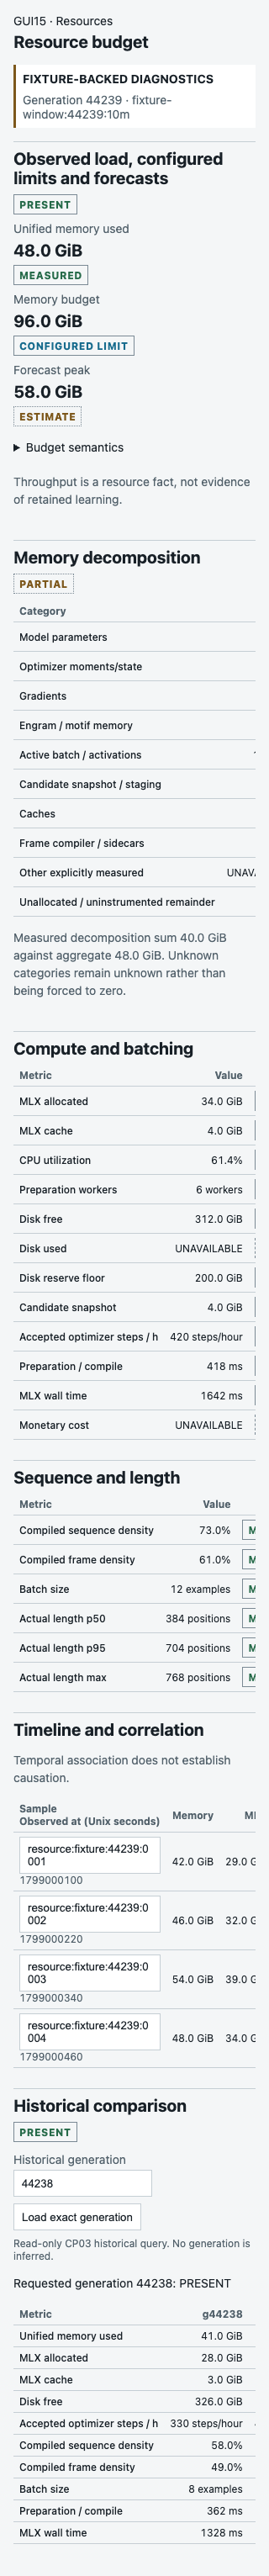 GUI15 · Resources
Resource budget
FIXTURE-BACKED DIAGNOSTICS
Generation 44239 · fixture-
window:44239:10m
Observed load, configured
limits and forecasts
PRESENT
Unified memory used
48.0 GiB
MEASURED
Memory budget
96.0 GiB
CONFIGURED LIMIT
Forecast peak
58.0 GiB
ESTIMATE
▶ Budget semantics
Throughput is a resource fact, not evidence
of retained learning.
Memory decomposition
PARTIAL
Category
Model parameters
Optimizer moments/state
Gradients
Engram / motif memory
Active batch / activations
Candidate snapshot / staging
Caches
Frame compiler / sidecars
Other explicitly measured
Unallocated / uninstrumented remainder
Measured decomposition sum 40.0 GiB
against aggregate 48.0 GiB. Unknown
categories remain unknown rather than
being forced to zero.
Compute and batching
Metric Value
MLX allocated 34.0 GiB
MLX cache 4.0 GiB
CPU utilization 61.4%
Preparation workers 6 workers
Disk free 312.0 GiB
Disk used UNAVAILABLE
Disk reserve floor 200.0 GiB
Candidate snapshot 4.0 GiB
Accepted optimizer steps / h 420 steps/hour
Preparation / compile 418 ms
MLX wall time 1642 ms
Monetary cost UNAVAILABLE
Sequence and length
Metric Value
Compiled sequence density 73.0%
Compiled frame density 61.0%
Batch size 12 examples
Actual length p50 384 positions
Actual length p95 704 positions
Actual length max 768 positions
Timeline and correlation
Temporal association does not establish
causation.
Sample
Observed at (Unix seconds) Memory
resource:fixture:44239:0
001
1799000100
42.0 GiB 29.0
resource:fixture:44239:0
002
1799000220
46.0 GiB 32.0
resource:fixture:44239:0
003
1799000340
54.0 GiB 39.0
resource:fixture:44239:0
004
1799000460
48.0 GiB 34.0
Historical comparison
PRESENT
Historical generation
44238
Load exact generation
Read-only CP03 historical query. No generation is
inferred.
Requested generation 44238: PRESENT
Metric g44238
Unified memory used 41.0 GiB
MLX allocated 28.0 GiB
MLX cache 3.0 GiB
Disk free 326.0 GiB
Accepted optimizer steps / h 330 steps/hour
Compiled sequence density 58.0%
Compiled frame density 49.0%
Batch size 8 examples
Preparation / compile 362 ms
MLX wall time 1328 ms